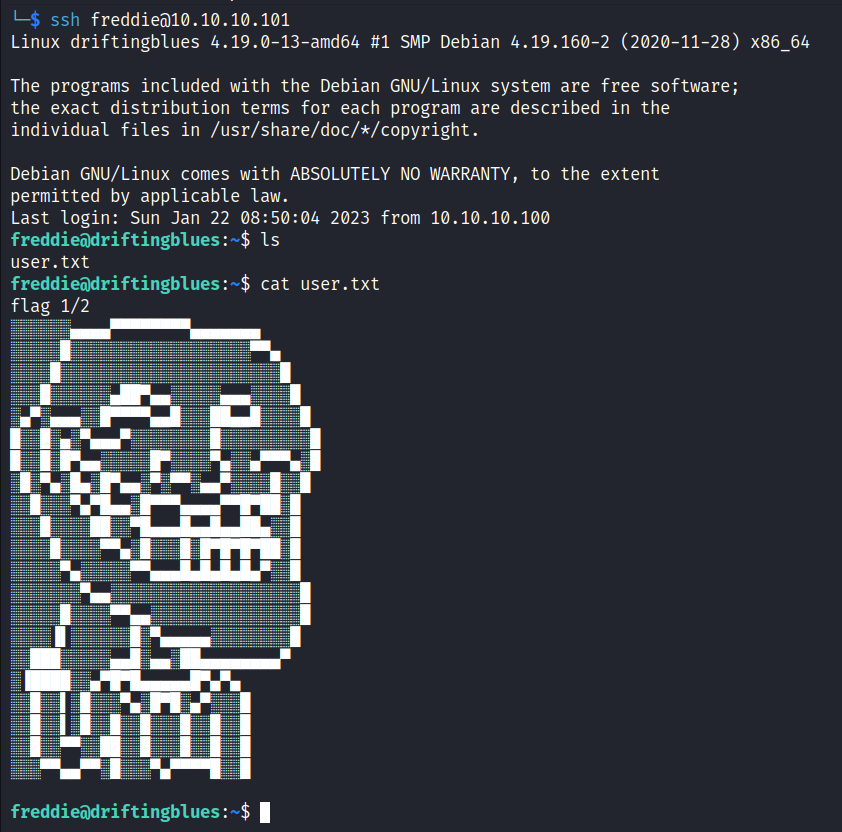 └─$ ssh freddie@10.10.10.101
Linux driftingblues 4.19.0-13-amd64 #1 SMP Debian 4.19.160-2 (2020-11-28) x86_64
The programs included with the Debian GNU/Linux system are free software;
the exact distribution terms for each program are described in the
individual files in /usr/share/doc/*/copyright.
Debian GNU/Linux comes with ABSOLUTELY NO WARRANTY, to the extent
permitted by applicable law.
Last login: Sun Jan 22 08:50:04 2023 from 10.10.10.100
freddie@driftingblues:~$ ls
user.txt
freddie@driftingblues:~$ cat user.txt
flag 1/2
freddie@driftingblues:~$